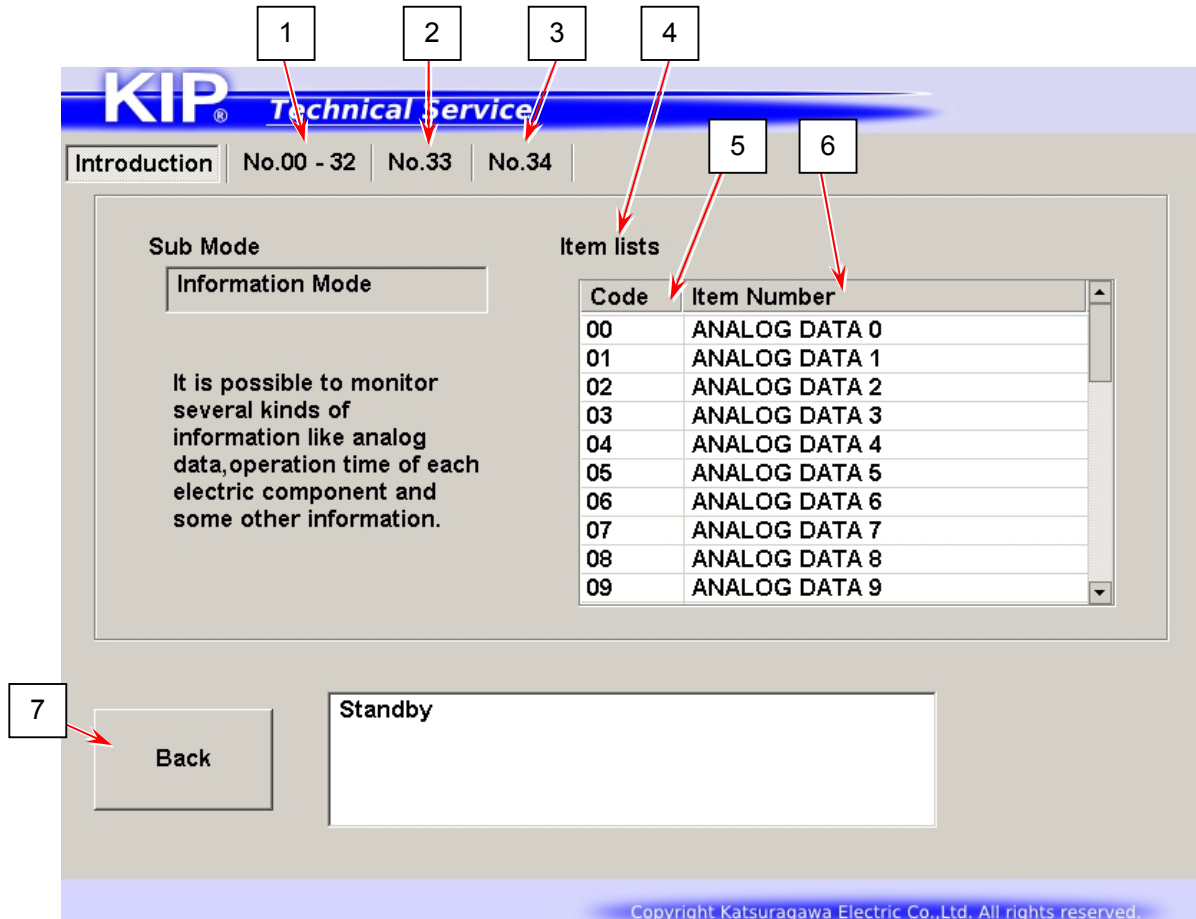 1 2 3 4
KIP® Technical Service
5 6
Introduction No.00 - 32 No.33 No.34
Sub Mode
Information Mode
It is possible to monitor
several kinds of
information like analog
data,operation time of each
electric component and
some other information.
Item lists
Code Item Number
00 ANALOG DATA 0
01 ANALOG DATA 1
02 ANALOG DATA 2
03 ANALOG DATA 3
04 ANALOG DATA 4
05 ANALOG DATA 5
06 ANALOG DATA 6
07 ANALOG DATA 7
08 ANALOG DATA 8
09 ANALOG DATA 9
7
Back
Standby
Copyright Katsuragawa Electric Co.,Ltd. All rights reserved.